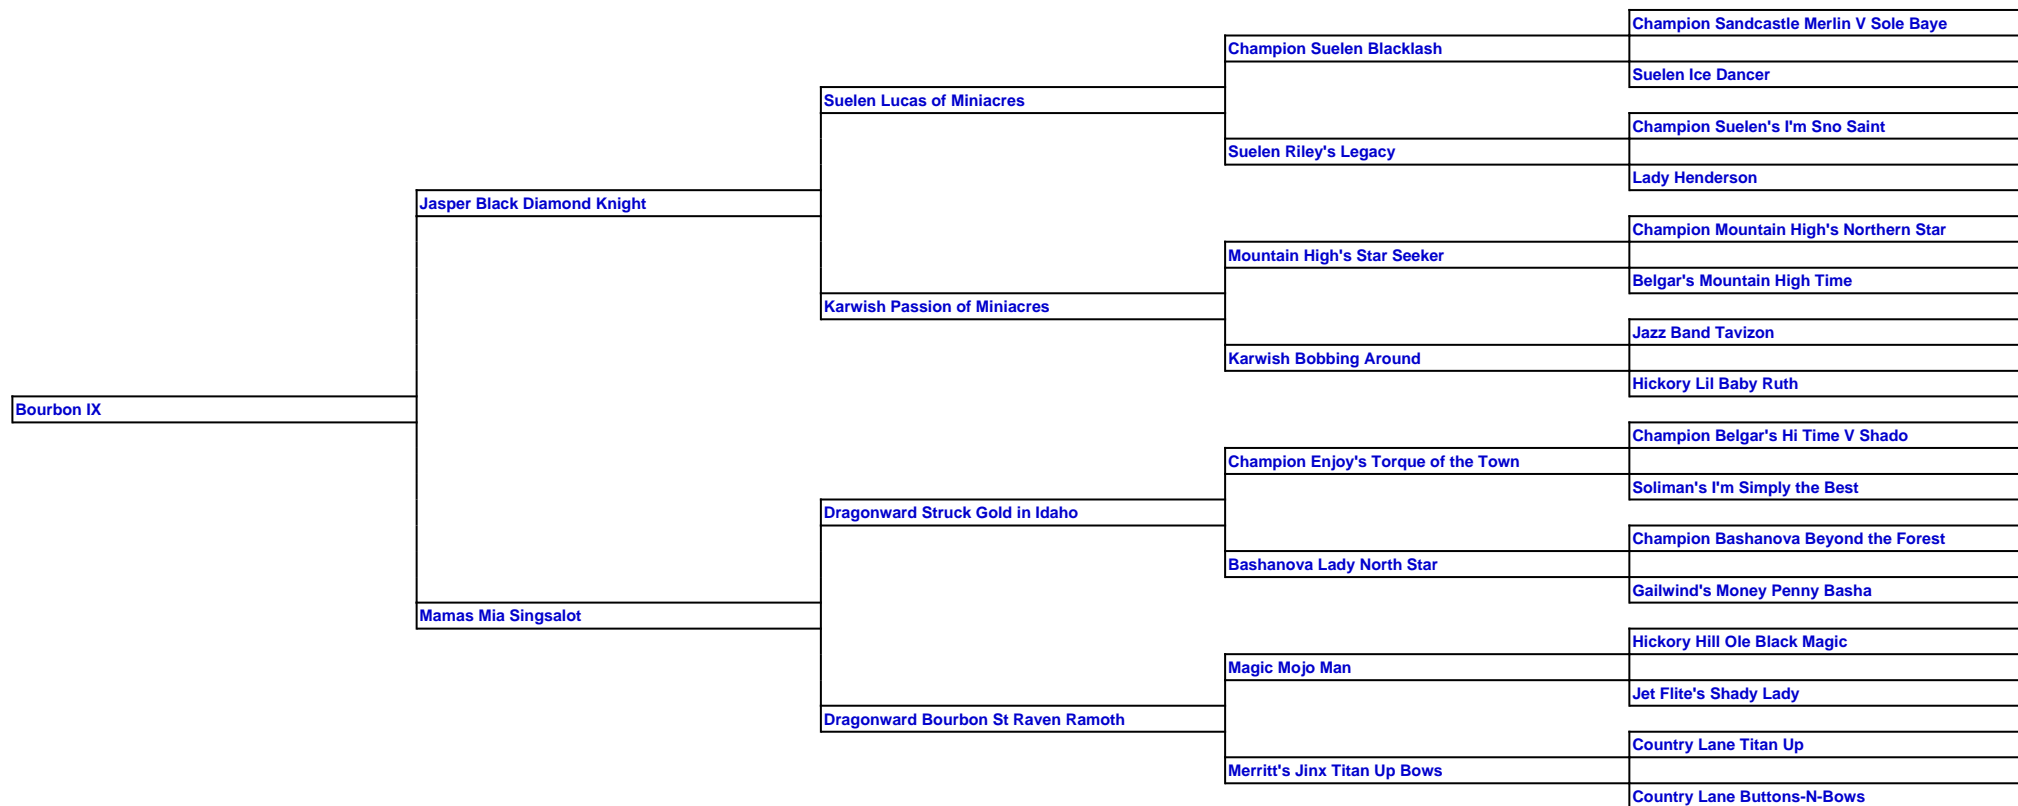 Champion Sandcastle Merlin V Sole Baye
Champion Suelen Blacklash
Suelen Ice Dancer
Suelen Lucas of Miniacres
Champion Suelen's I'm Sno Saint
Suelen Riley's Legacy
Lady Henderson
Jasper Black Diamond Knight
Champion Mountain High's Northern Star
Mountain High's Star Seeker
Belgar's Mountain High Time
Karwish Passion of Miniacres
Jazz Band Tavizon
Karwish Bobbing Around
Hickory Lil Baby Ruth
Bourbon IX
Champion Belgar's Hi Time V Shado
Champion Enjoy's Torque of the Town
Soliman's I'm Simply the Best
Dragonward Struck Gold in Idaho
Champion Bashanova Beyond the Forest
Bashanova Lady North Star
Gailwind's Money Penny Basha
Mamas Mia Singsalot
Hickory Hill Ole Black Magic
Magic Mojo Man
Jet Flite's Shady Lady
Dragonward Bourbon St Raven Ramoth
Country Lane Titan Up
Merritt's Jinx Titan Up Bows
Country Lane Buttons-N-Bows